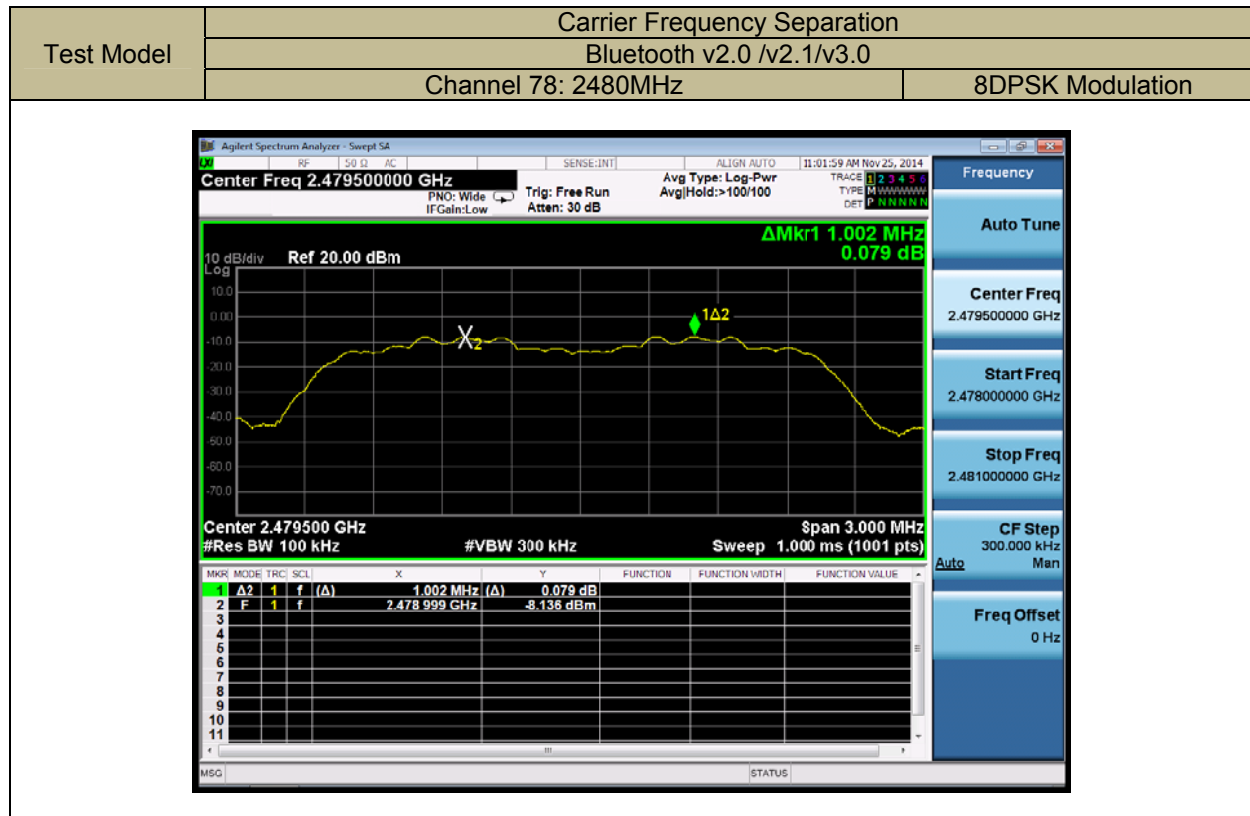 Test Model
Carrier Frequency Separation
Bluetooth v2.0 /v2.1/v3.0
Channel 78: 2480MHz
8DPSK Modulation
Agilent Spectrum Analyzer - Swept SA
RF 50 Ω AC SENSE:INT ALIGN AUTO 11:01:59 AM Nov 25, 2014
Center Freq 2.479500000 GHz
PNO: Wide
IFGain:Low
Trig: Free Run
Atten: 30 dB
Avg Type: Log-Pwr
Avg|Hold:>100/100
TRACE 1 2 3 4 5 6
TYPE M WWWWW
DET P N N N N N
ΔMkr1 1.002 MHz
0.079 dB
10 dB/div Ref 20.00 dBm
Log
10.0
0.00
-10.0
-20.0
-30.0
-40.0
-50.0
-60.0
-70.0
X2
1Δ2
Center 2.479500 GHz Span 3.000 MHz
#Res BW 100 kHz #VBW 300 kHz Sweep 1.000 ms (1001 pts)
MKR MODE TRC SCL X Y FUNCTION FUNCTION WIDTH FUNCTION VALUE
1 Δ2 1 f (Δ) 1.002 MHz (Δ) 0.079 dB
2 F 1 f 2.478 999 GHz -8.136 dBm
3
4
5
6
7
8
9
10
11
MSG STATUS
Frequency
Auto Tune
Center Freq
2.479500000 GHz
Start Freq
2.478000000 GHz
Stop Freq
2.481000000 GHz
CF Step
300.000 kHz
Auto Man
Freq Offset
0 Hz